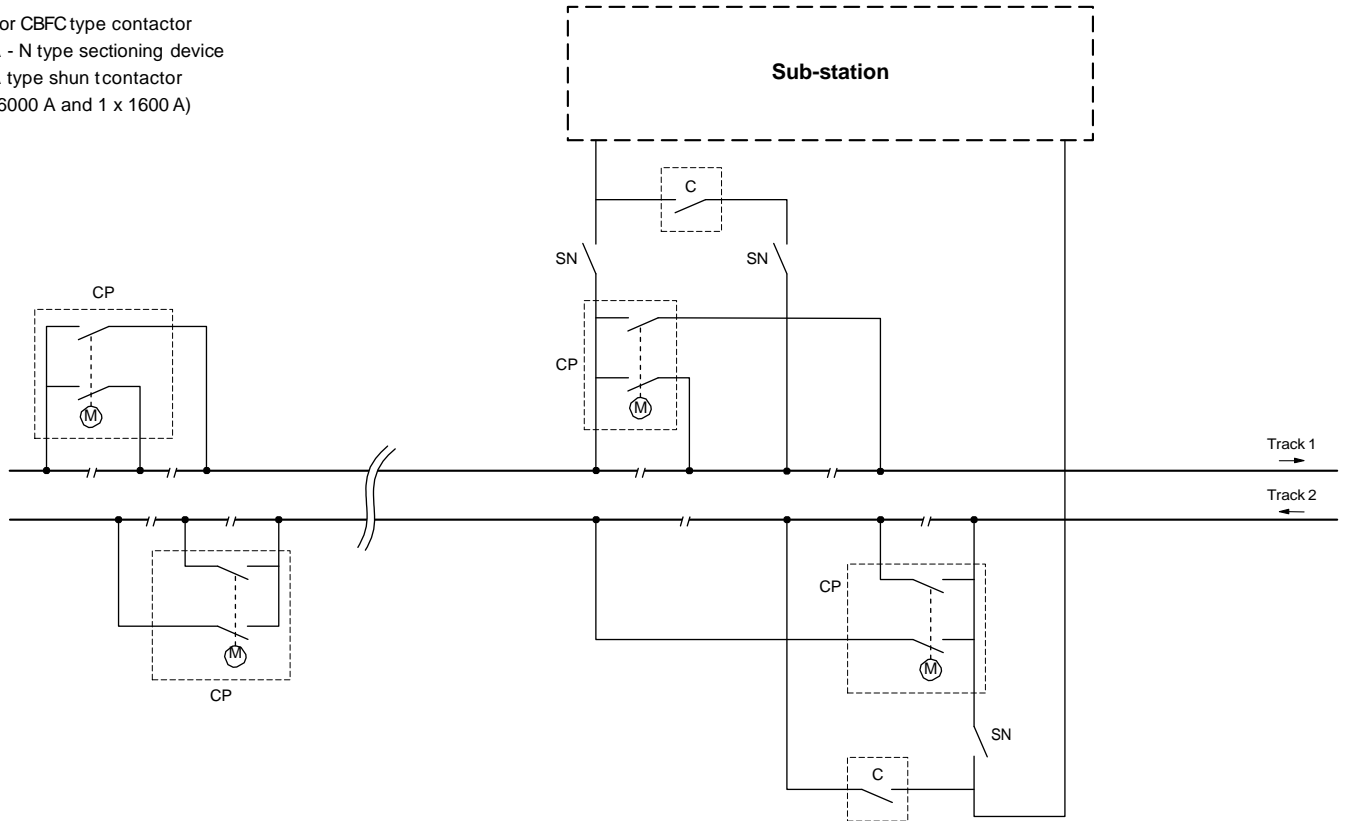 or CBFC type contactor
- N type sectioning device
type shun tcontactor
6000 A and 1 x 1600 A)
Sub-station
C
SN
SN
CP
CP
M
M
Track 1
Track 2
CP
M
M
CP
SN
C